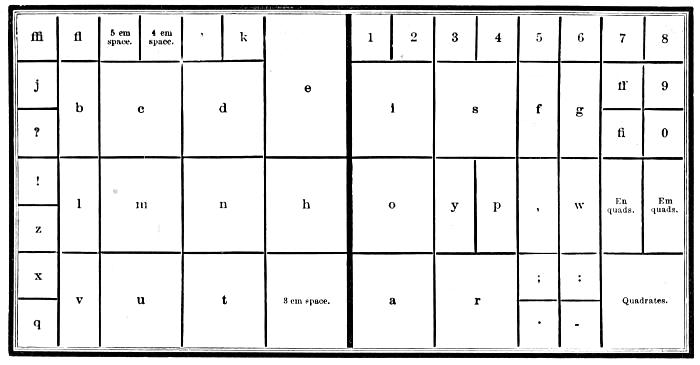 ffi fl 5 em space. 4 em space. ’ k 1 2 3 4 5 6 7 8
j b c d e i s f g ff 9
? fi 0
! l m n h o y p , w En quads. Em quads.
z
x v u t 3 em space. a r ; : Quadrates.
q . -